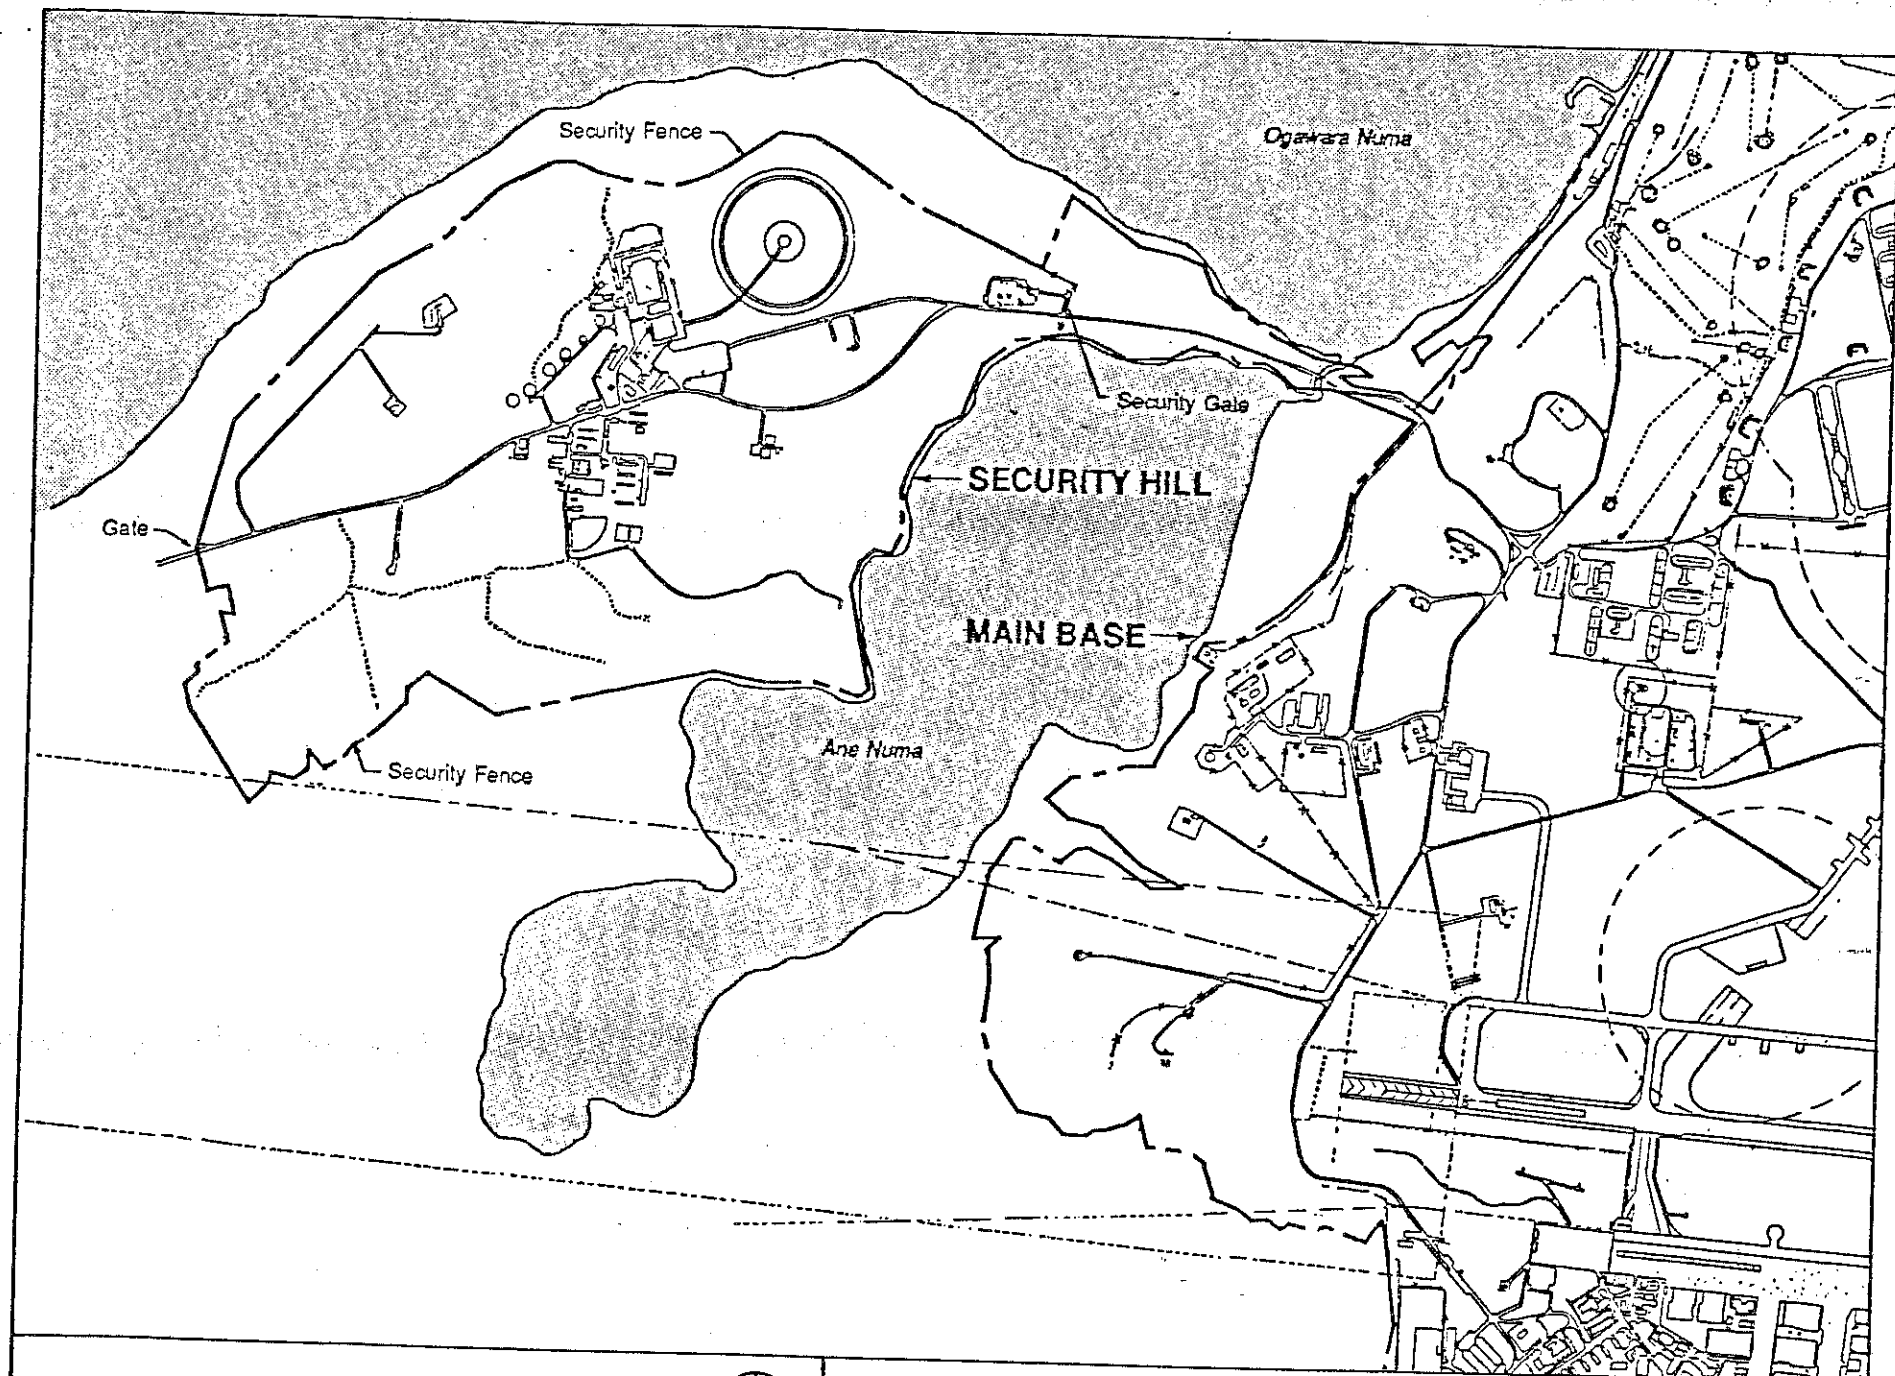 Security Fence
Ogawara Numa
Security Gate
SECURITY HILL
Gate
MAIN BASE
Ane Numa
Security Fence